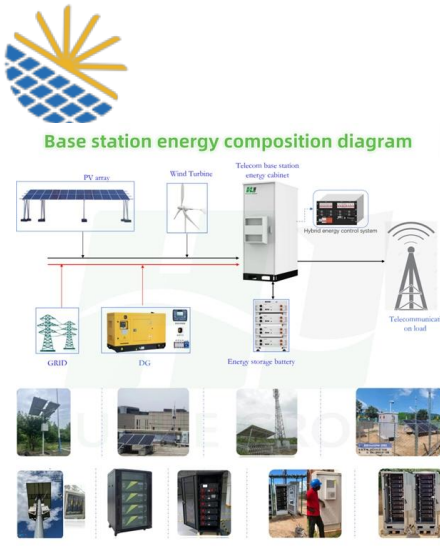 Base station energy composition diagram
Telecom base station
energy cabinet
PV array
Wind Turbine
Hybrid energy control system
Telecommunicati
on load
GRID
DG
Energy storage battery